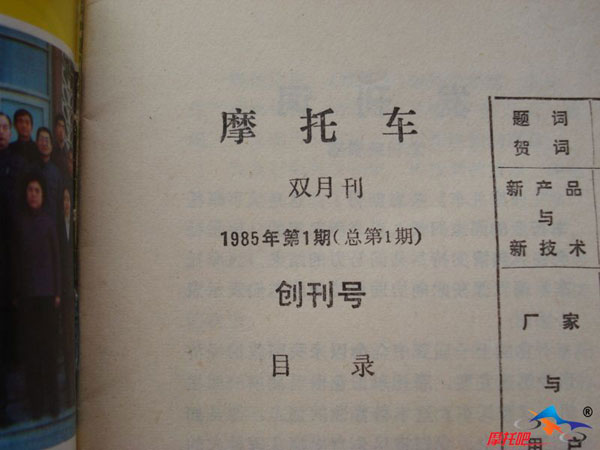 摩托车
双月刊
1985年第1期(总第1期)
创刊号
目录
题词
贺词
新产品
与
新技术
厂家
与
用户
摩托吧
®